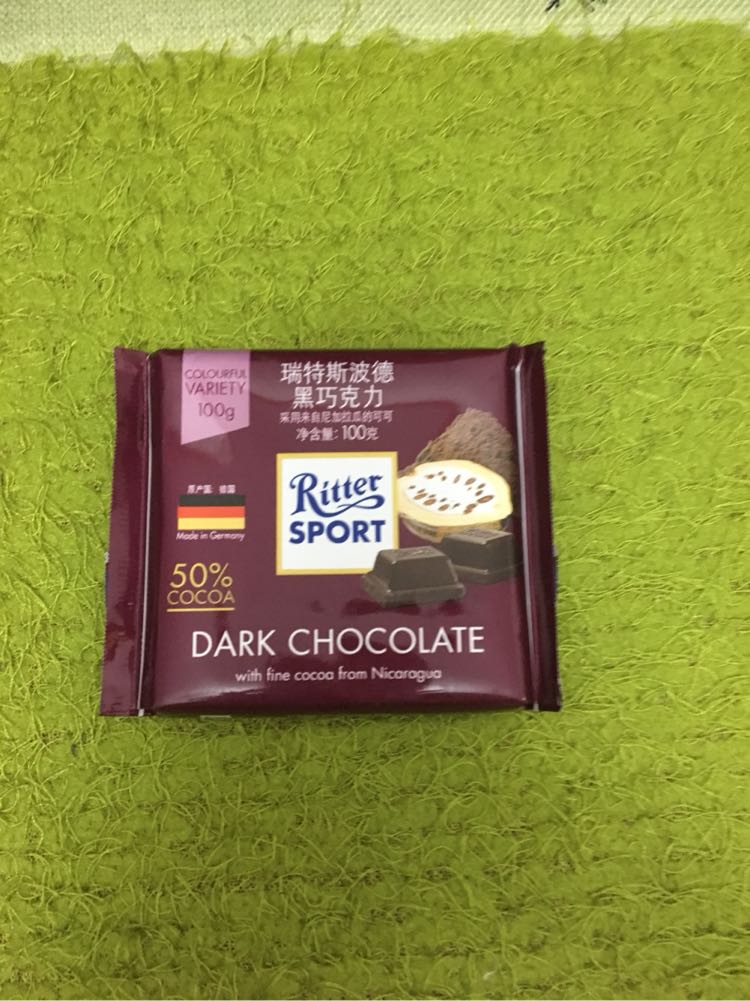 COLOURFUL
VARIETY
100g
瑞特斯波德
黑巧克力
采用来自尼加拉瓜的可可
净含量: 100克
原产国: 德国
Made in Germany
Ritter
SPORT
50%
COCOA
DARK CHOCOLATE
with fine cocoa from Nicaragua